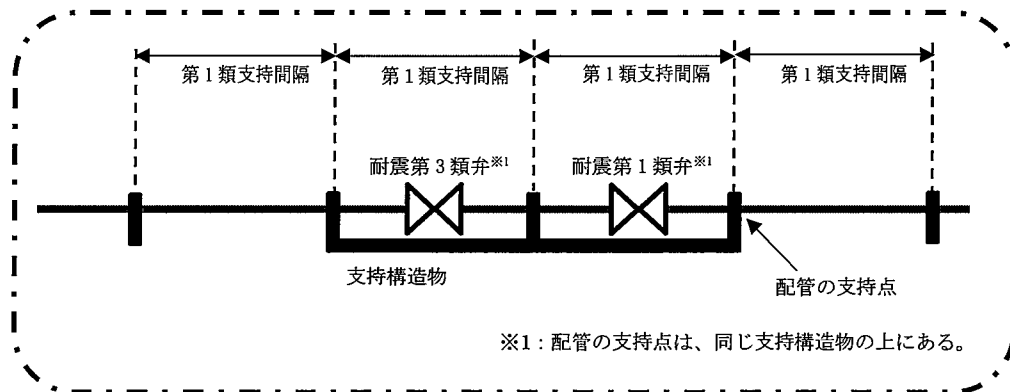 第1類支持間隔
第1類支持間隔
第1類支持間隔
第1類支持間隔
耐震第3類弁※1
耐震第1類弁※1
支持構造物
配管の支持点
※1：配管の支持点は、同じ支持構造物の上にある。